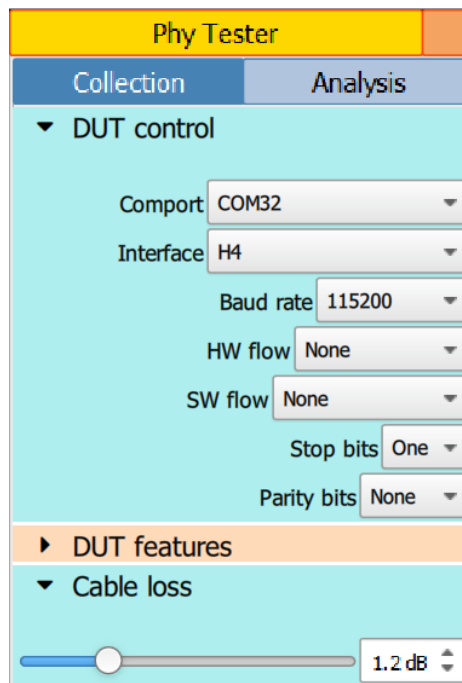 Phy Tester
Collection Analysis
DUT control
Comport COM32
Interface H4
Baud rate 115200
HW flow None
SW flow None
Stop bits One
Parity bits None
DUT features
Cable loss
1.2 dB